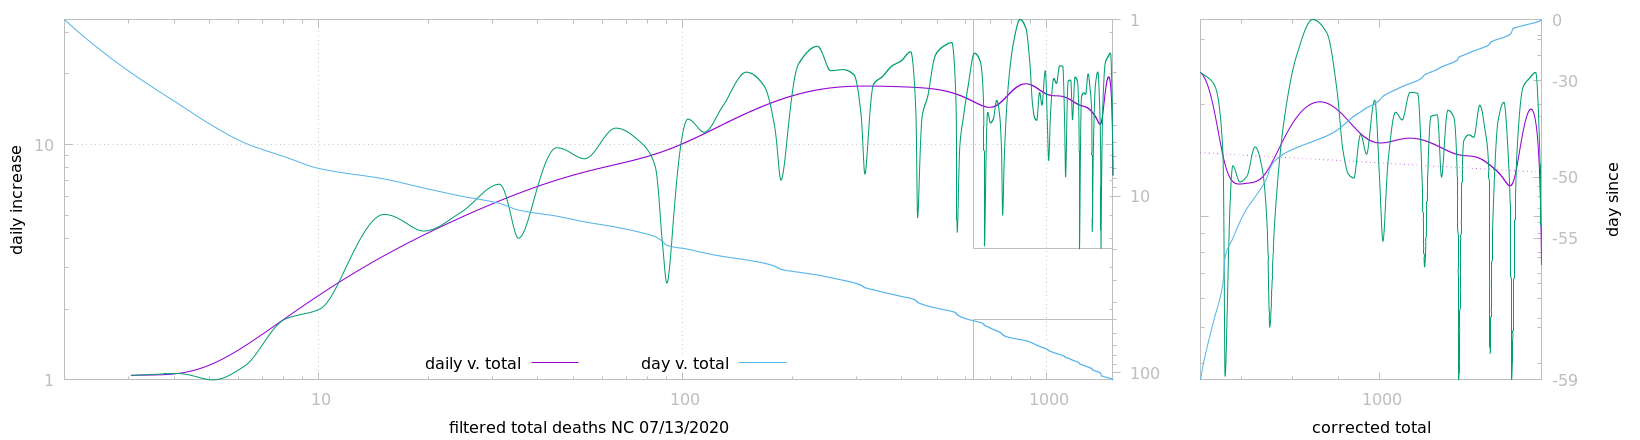 daily increase
10
1
daily v. total
day v. total
10
100
1000
filtered total deaths NC 07/13/2020
1
10
100
1000
corrected total
0
-30
-50
-55
-59
day since